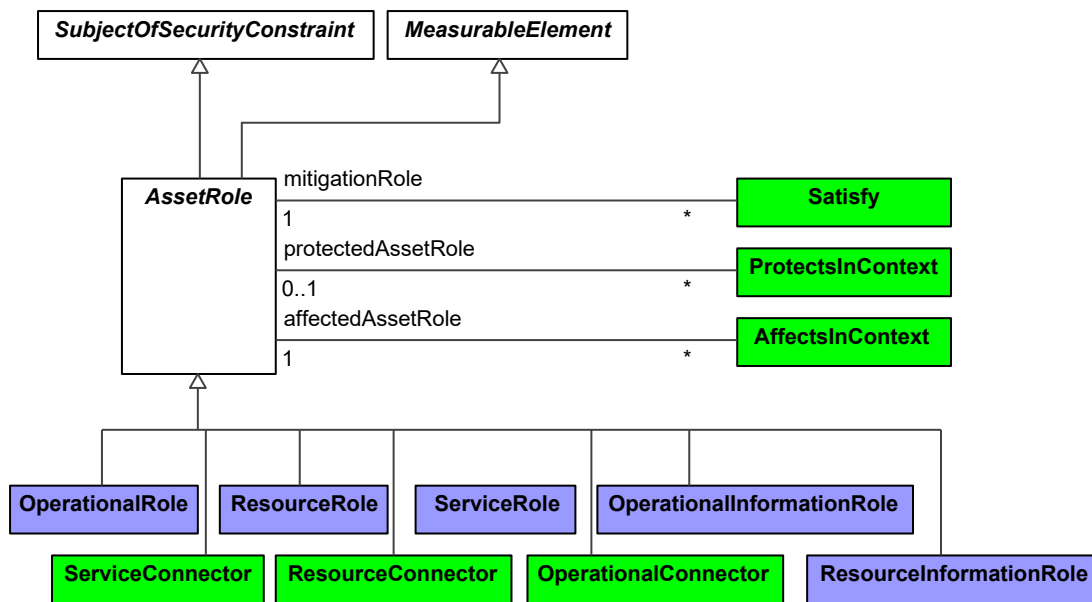 SubjectOfSecurityConstraint
MeasurableElement
AssetRole
mitigationRole
1
*
Satisfy
protectedAssetRole
0..1
*
ProtectsInContext
affectedAssetRole
1
*
AffectsInContext
OperationalRole
ResourceRole
ServiceRole
OperationalInformationRole
ServiceConnector
ResourceConnector
OperationalConnector
ResourceInformationRole